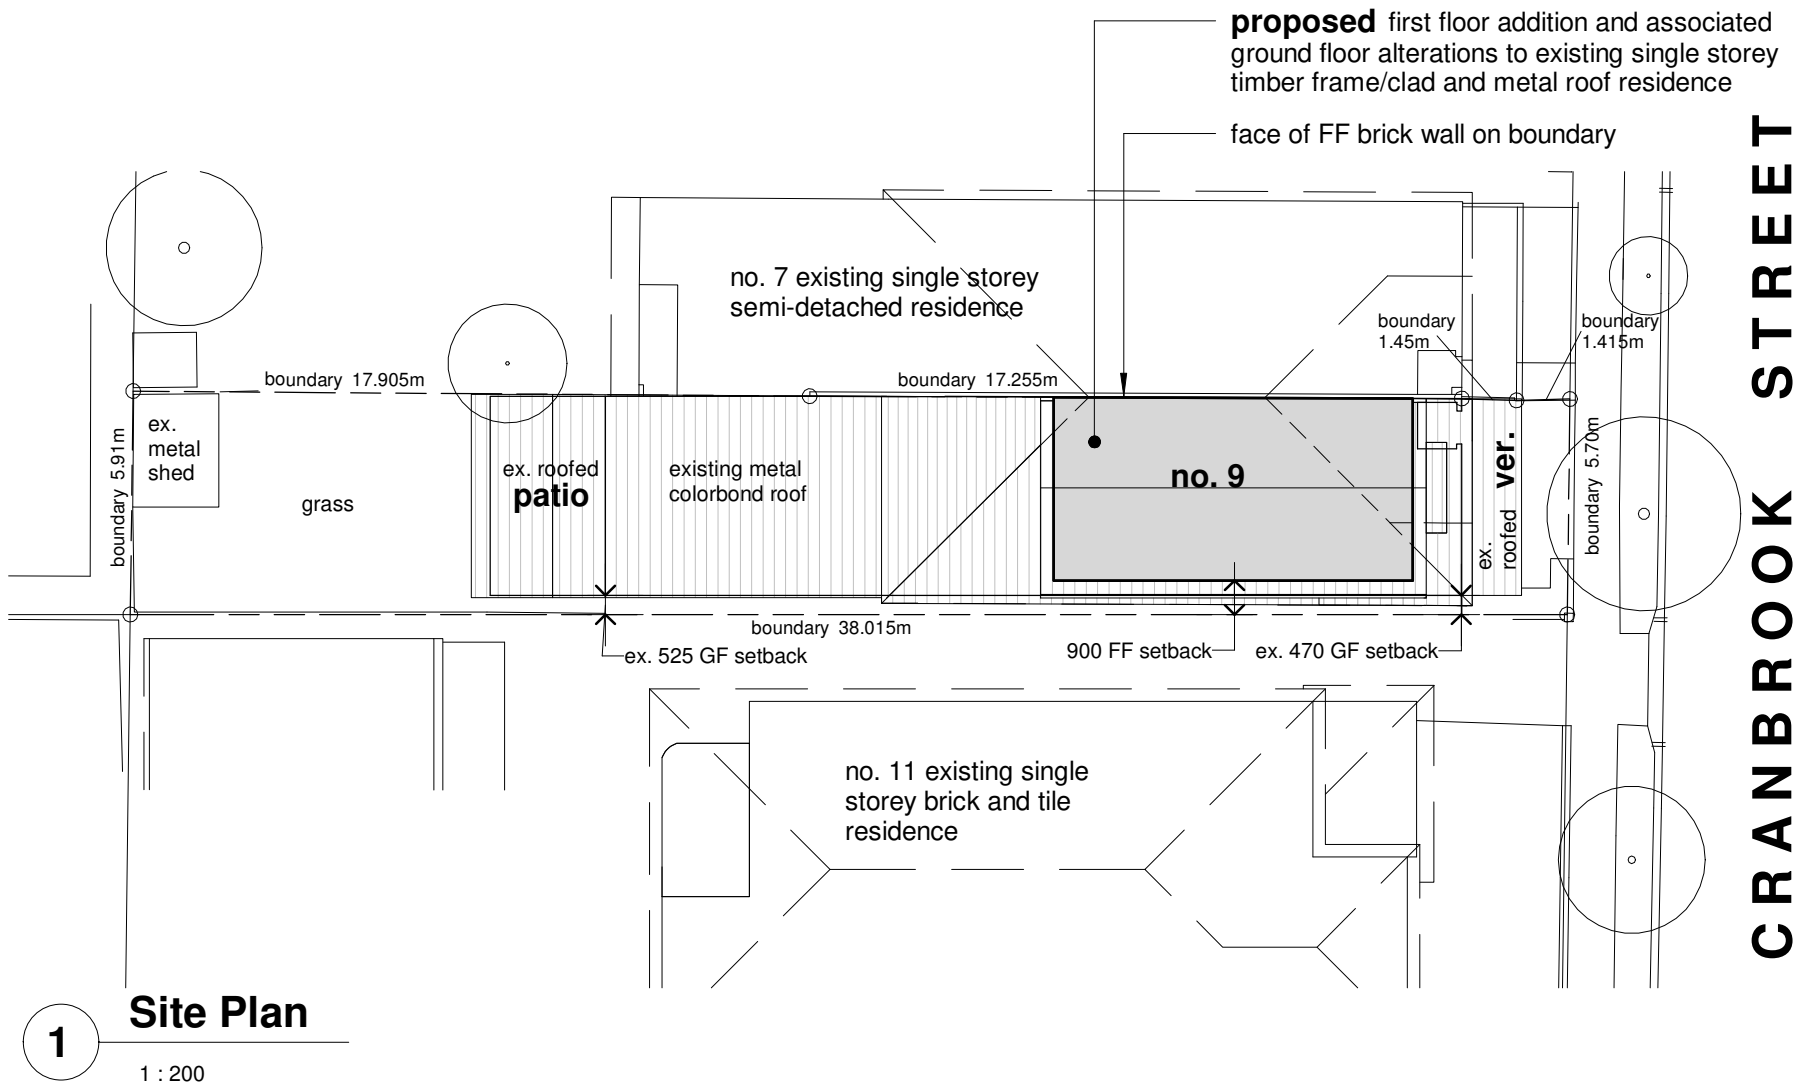 proposed first floor addition and associated
ground floor alterations to existing single storey
timber frame/clad and metal roof residence
face of FF brick wall on boundary
no. 7 existing single storey
semi-detached residence
boundary
1.45m
boundary
1.415m
boundary 17.905m
boundary 17.255m
ex.
metal
shed
boundary 5.91m
grass
ex. roofed
patio
existing metal
colorbond roof
no. 9
ex.
roofed ver.
boundary 5.70m
CRANBROOK STREET
boundary 38.015m
ex. 525 GF setback
900 FF setback
ex. 470 GF setback
no. 11 existing single
storey brick and tile
residence
1
Site Plan
1 : 200